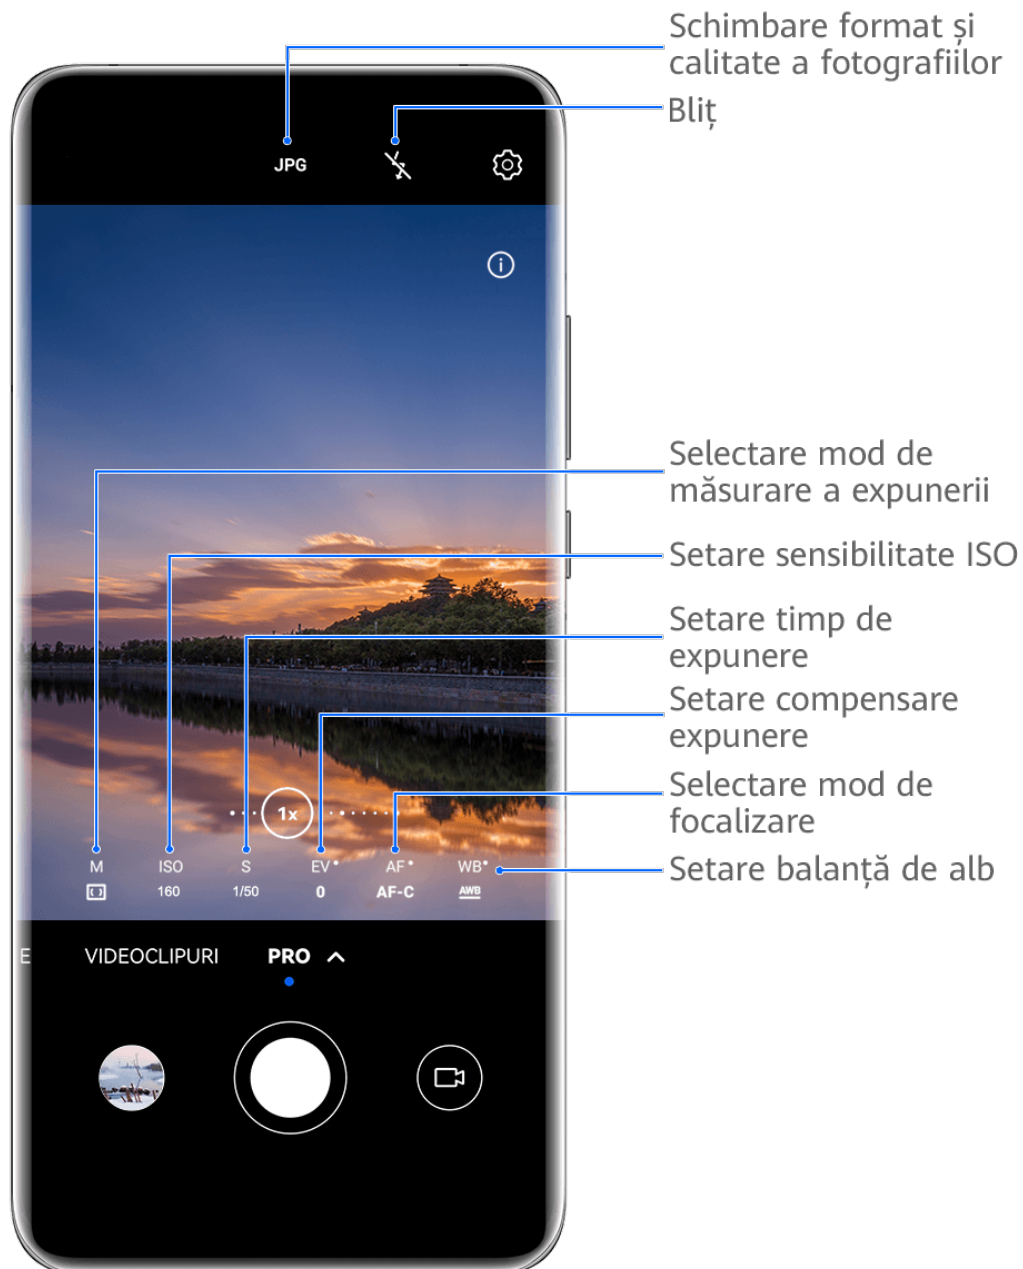 Schimbare format și
calitate a fotografiilor
Bliț
JPG
Selectare mod de
măsurare a expunerii
Setare sensibilitate ISO
Setare timp de
expunere
Setare compensare
expunere
Selectare mod de
focalizare
Setare balanță de alb
1x
M ISO S EV AF WB
160 1/50 0 AF-C AWB
E VIDEOCLIPURI PRO